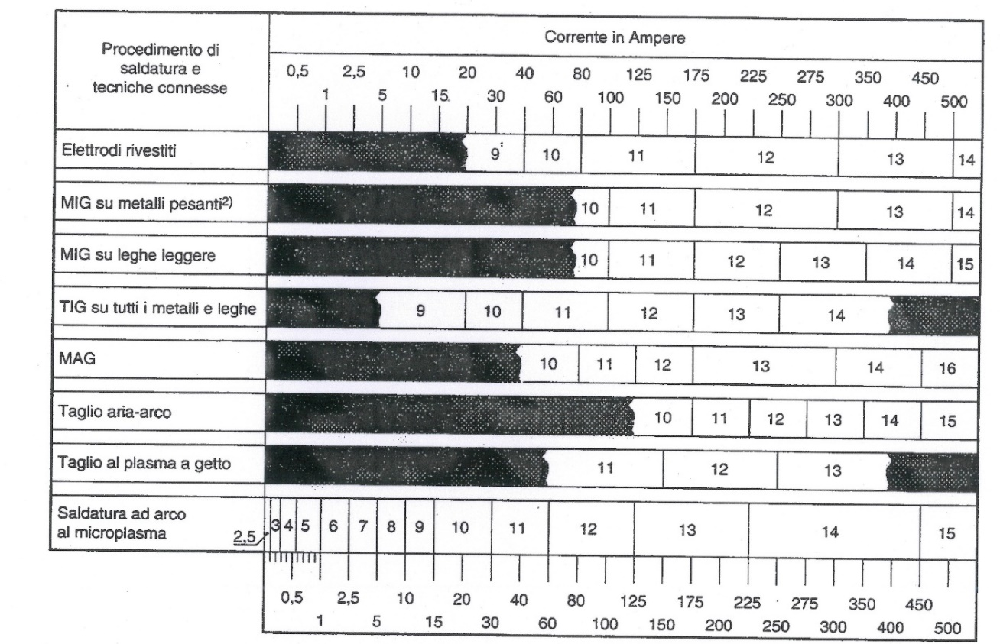 Procedimento di
saldatura e
tecniche connesse
Corrente in Ampere
0,5 2,5 10 20 40 80 125 175 225 275 350 450
1 5 15 30 60 100 150 200 250 300 400 500
Elettrodi rivestiti 9 10 11 12 13 14
MIG su metalli pesanti2) 10 11 12 13 14
MIG su leghe leggere 10 11 12 13 14 15
TIG su tutti i metalli e leghe 9 10 11 12 13 14
MAG 10 11 12 13 14 16
Taglio aria-arco 10 11 12 13 14 15
Taglio al plasma a getto 11 12 13
Saldatura ad arco
al microplasma 2,5 3 4 5 6 7 8 9 10 11 12 13 14 15
0,5 2,5 10 20 40 80 125 175 225 275 350 450
1 5 15 30 60 100 150 200 250 300 400 500